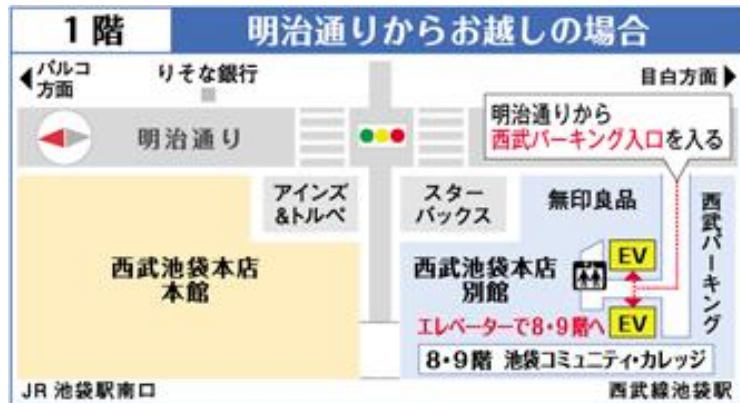 1階
明治通りからお越しの場合
◀パルコ
方面
りそな銀行
目白方面▶
明治通り
明治通りから
西武パーキング入口を入る
アインズ
&トルペ
スター
バックス
無印良品
西武パーキング
西武池袋本店
本館
西武池袋本店
別館
EV
エレベーターで8・9階へ
EV
8・9階 池袋コミュニティ・カレッジ
JR 池袋駅南口
西武線池袋駅